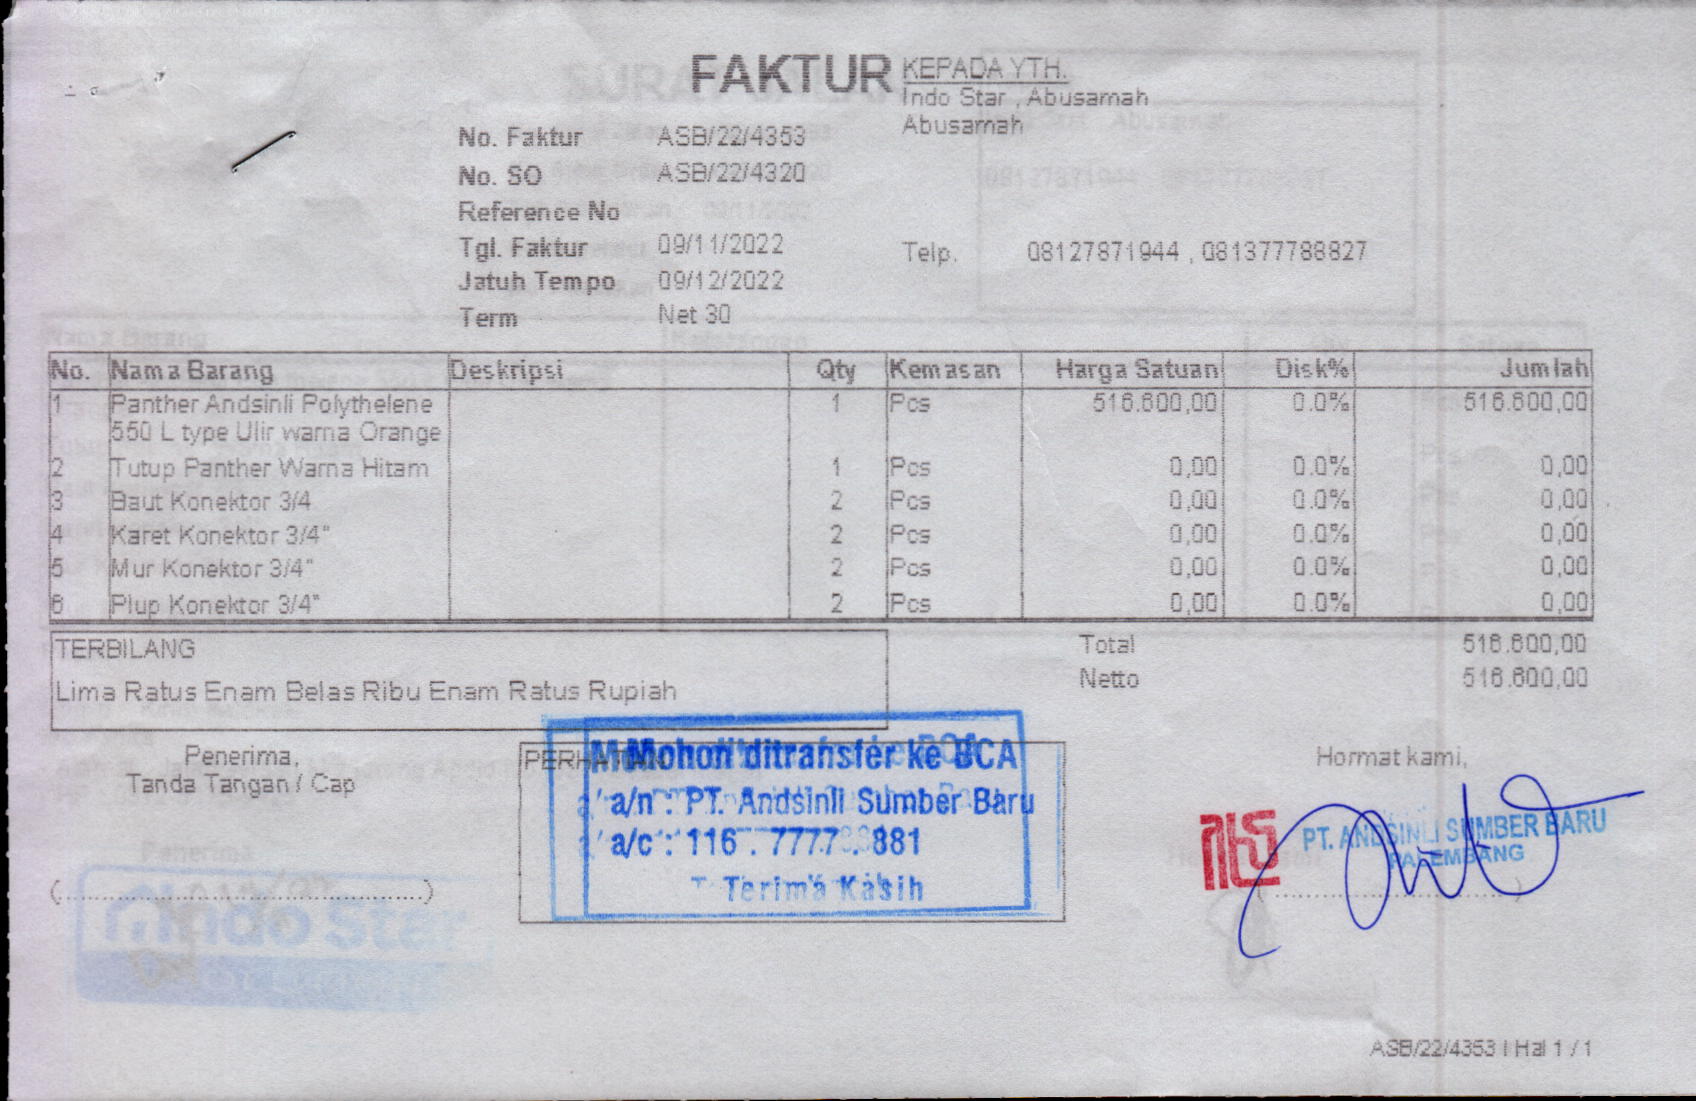 FAKTUR
KEPADA YTH.
Indo Star , Abusamah
Abusamah
No. Faktur ASB/22/4353
No. SO ASB/22/4320
Reference No
Tgl. Faktur 09/11/2022
Telp. 08127871944 , 081377788827
Jatuh Tempo 09/12/2022
Term Net 30
No. Nama Barang Deskripsi Qty Kemasan Harga Satuan Disk% Jumlah
1 Panther Andsinli Polythelene 1 Pcs 516.600,00 0.0% 516.600,00
550 L type Ulir warna Orange
2 Tutup Panther Warna Hitam 1 Pcs 0,00 0.0% 0,00
3 Baut Konektor 3/4 2 Pcs 0,00 0.0% 0,00
4 Karet Konektor 3/4" 2 Pcs 0,00 0.0% 0,00
5 Mur Konektor 3/4" 2 Pcs 0,00 0.0% 0,00
6 Plup Konektor 3/4" 2 Pcs 0,00 0.0% 0,00
TERBILANG
Lima Ratus Enam Belas Ribu Enam Ratus Rupiah
Total 516.600,00
Netto 516.600,00
Penerima,
Tanda Tangan / Cap
PERHATIAN
Mohon ditransfer ke BCA
a/n : PT. Andsinli Sumber Baru
a/c : 116 . 7777 . 881
Terima Kasih
Hormat kami,
PT. ANDSINLI SUMBER BARU
PALEMBANG
Indo Star
ASB/22/4353 | Hal 1 / 1